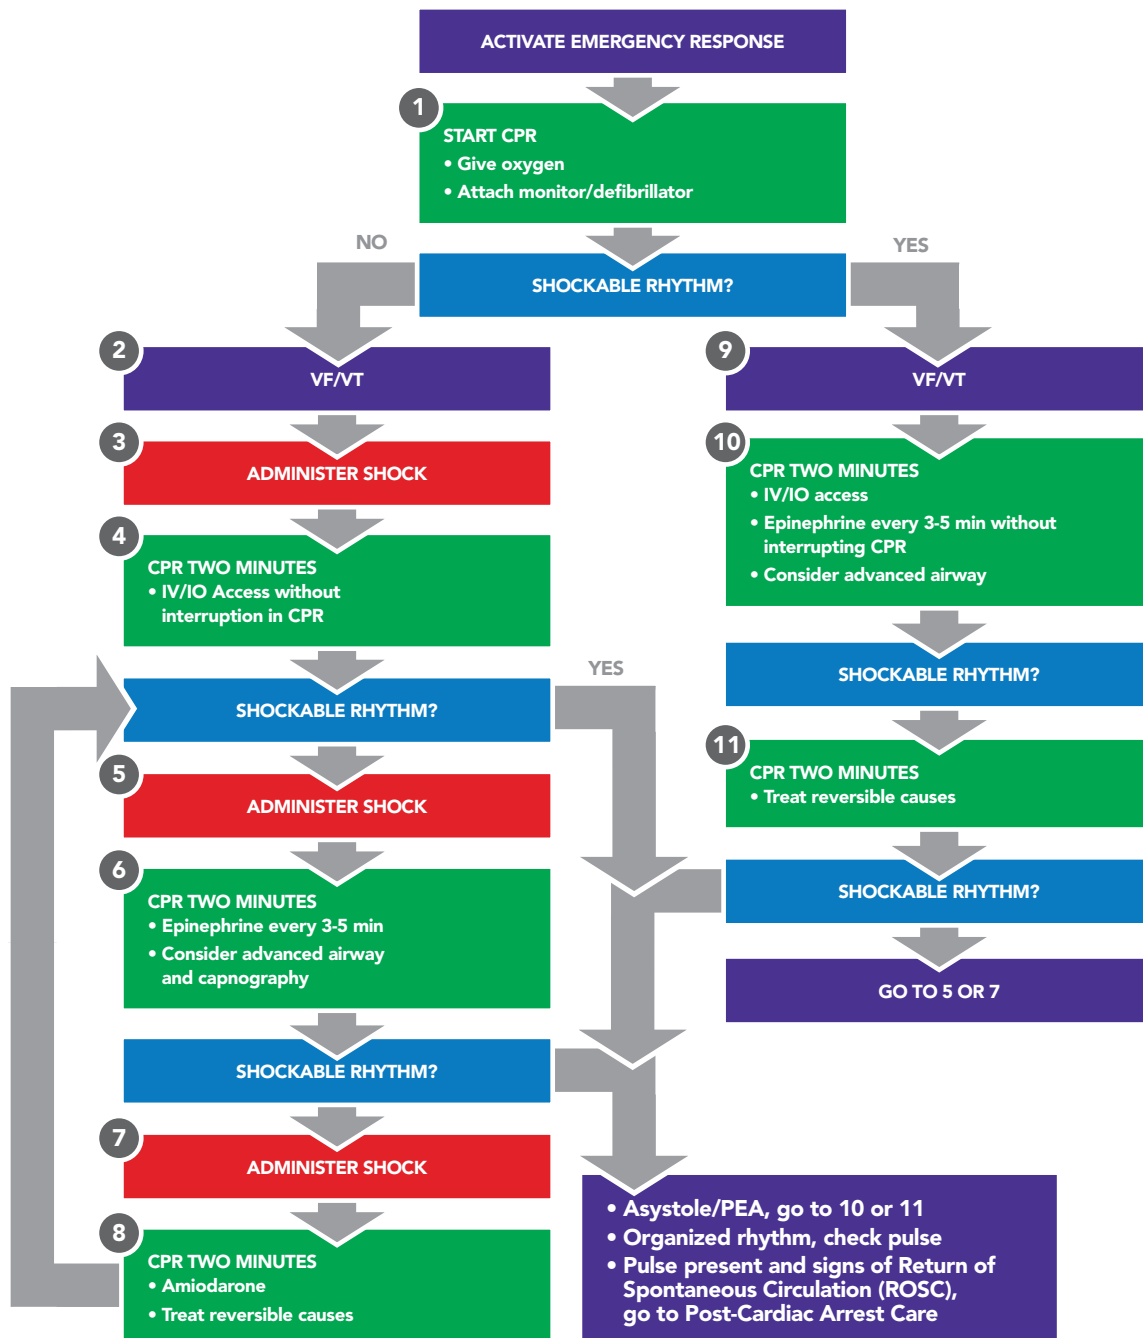 ACTIVATE EMERGENCY RESPONSE
1
START CPR
• Give oxygen
• Attach monitor/defibrillator
NO
YES
SHOCKABLE RHYTHM?
2
VF/VT
3
ADMINISTER SHOCK
4
CPR TWO MINUTES
• IV/IO Access without
interruption in CPR
SHOCKABLE RHYTHM?
YES
5
ADMINISTER SHOCK
6
CPR TWO MINUTES
• Epinephrine every 3-5 min
• Consider advanced airway
and capnography
SHOCKABLE RHYTHM?
7
ADMINISTER SHOCK
8
CPR TWO MINUTES
• Amiodarone
• Treat reversible causes
9
VF/VT
10
CPR TWO MINUTES
• IV/IO access
• Epinephrine every 3-5 min without
interrupting CPR
• Consider advanced airway
SHOCKABLE RHYTHM?
11
CPR TWO MINUTES
• Treat reversible causes
SHOCKABLE RHYTHM?
GO TO 5 OR 7
• Asystole/PEA, go to 10 or 11
• Organized rhythm, check pulse
• Pulse present and signs of Return of
Spontaneous Circulation (ROSC),
go to Post-Cardiac Arrest Care